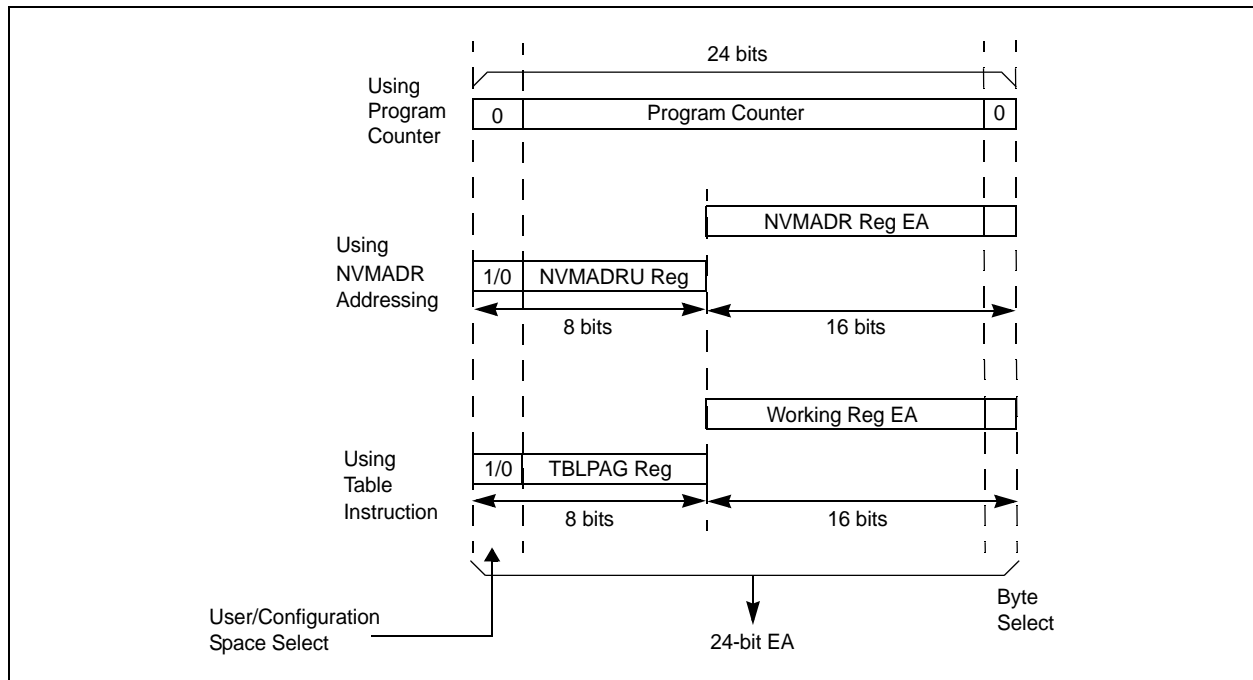 24 bits
Using
Program
Counter
0
Program Counter
0
NVMADR Reg EA
Using
NVMADR
Addressing
1/0
NVMADRU Reg
8 bits
16 bits
Working Reg EA
Using
Table
Instruction
1/0
TBLPAG Reg
8 bits
16 bits
User/Configuration
Space Select
24-bit EA
Byte
Select